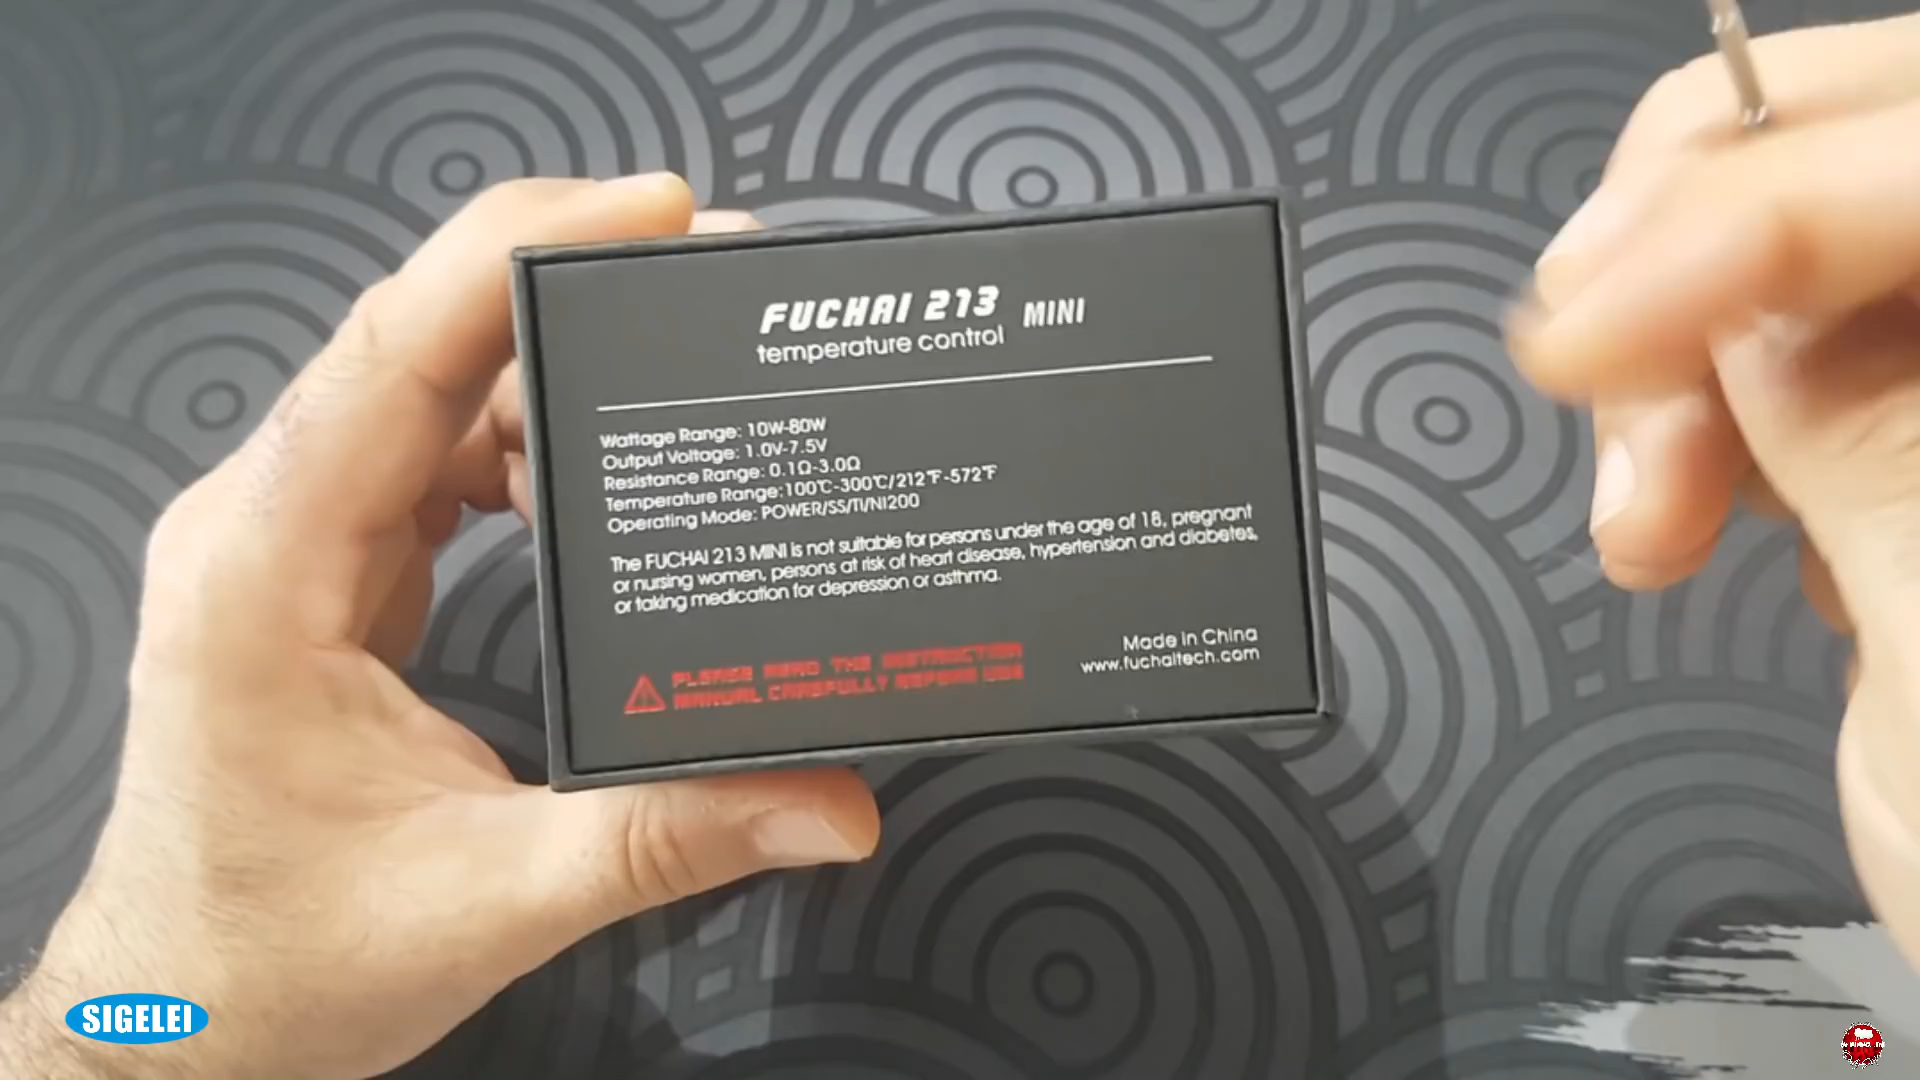 FUCHAI 213 MINI
temperature control
Wattage Range: 10W-80W
Output Voltage: 1.0V-7.5V
Resistance Range: 0.1Ω-3.0Ω
Temperature Range:100℃-300℃/212℉-572℉
Operating Mode: POWER/SS/TI/NI200
The FUCHAI 213 MINI is not suitable for persons under the age of 18, pregnant
or nursing women, persons at risk of heart disease, hypertension and diabetes,
or taking medication for depression or asthma.
PLEASE READ THE INSTRUCTION
MANUAL CAREFULLY BEFORE USE
Made in China
www.fuchaitech.com
SIGELEI